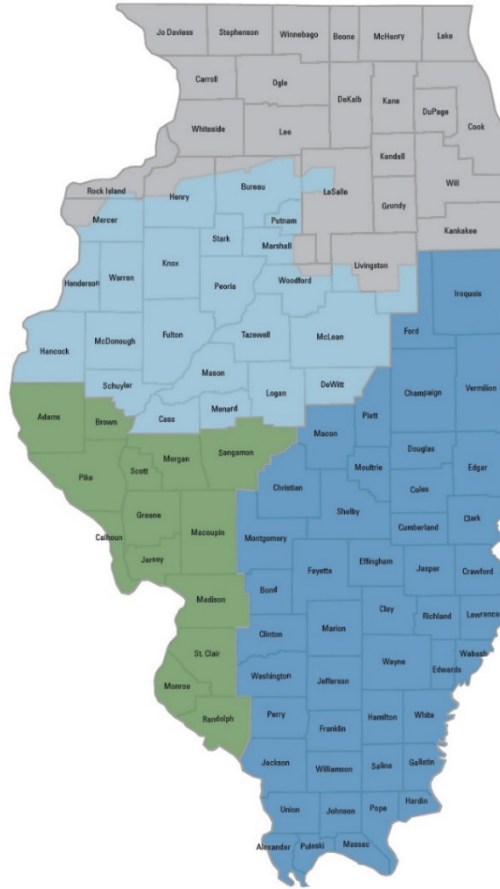 Jo Daviess
Stephenson
Winnebago
Boone
McHenry
Lake
Carroll
Ogle
DeKalb
Kane
DuPage
Cook
Whiteside
Lee
Kendall
Will
Rock Island
Henry
Bureau
LaSalle
Grundy
Mercer
Putnam
Kankakee
Stark
Marshall
Knox
Livingston
Henderson
Warren
Peoria
Woodford
Iroquois
Ford
Fulton
Tazewell
McLean
McDonough
Hancock
Mason
Schuyler
Logan
DeWitt
Champaign
Vermilion
Menard
Cass
Adams
Brown
Piatt
Macon
Sangamon
Morgan
Scott
Douglas
Moultrie
Edgar
Pike
Christian
Coles
Greene
Shelby
Clark
Macoupin
Cumberland
Montgomery
Calhoun
Jersey
Effingham
Fayette
Jasper
Crawford
Bond
Madison
Clay
Richland
Lawrence
Marion
Clinton
St. Clair
Wabash
Wayne
Edwards
Washington
Jefferson
Monroe
Randolph
Perry
Hamilton
White
Franklin
Jackson
Williamson
Saline
Gallatin
Hardin
Union
Johnson
Pope
Alexander
Pulaski
Massac